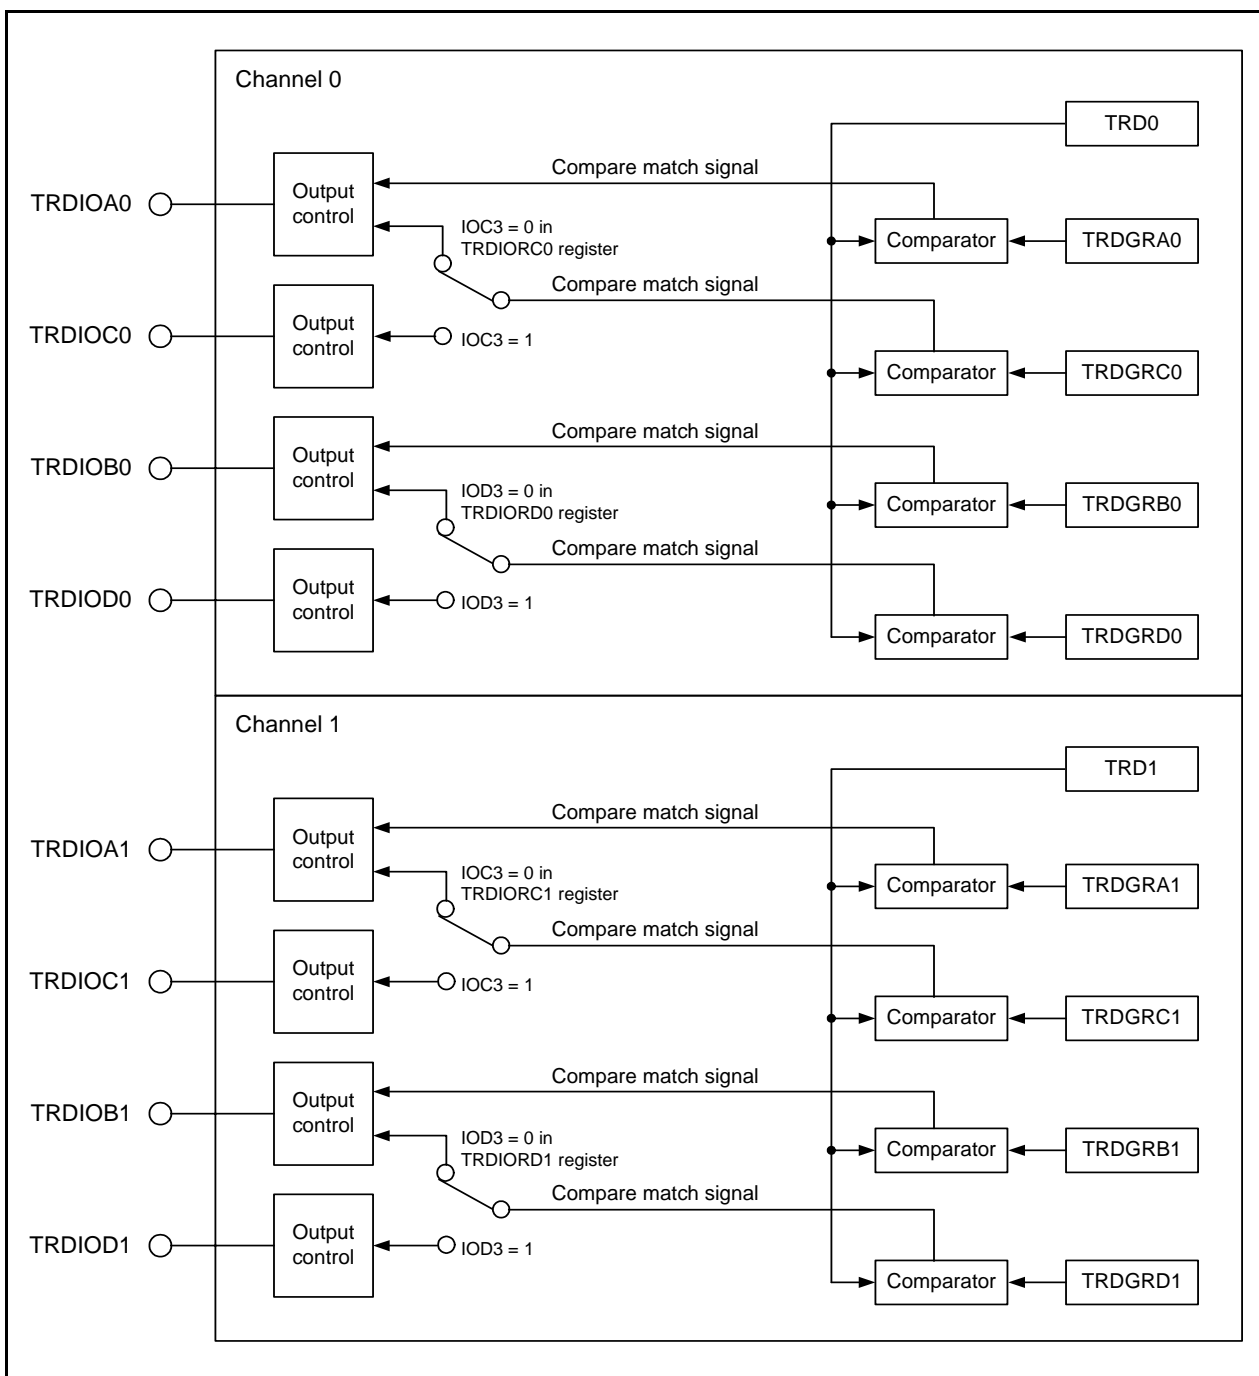 Channel 0
TRD0
Compare match signal
TRDIOA0
Output
control
IOC3 = 0 in
TRDIORC0 register
Comparator
TRDGRA0
Compare match signal
TRDIOC0
Output
control
IOC3 = 1
Comparator
TRDGRC0
Compare match signal
TRDIOB0
Output
control
IOD3 = 0 in
TRDIORD0 register
Comparator
TRDGRB0
Compare match signal
TRDIOD0
Output
control
IOD3 = 1
Comparator
TRDGRD0
Channel 1
TRD1
Compare match signal
TRDIOA1
Output
control
IOC3 = 0 in
TRDIORC1 register
Comparator
TRDGRA1
Compare match signal
TRDIOC1
Output
control
IOC3 = 1
Comparator
TRDGRC1
Compare match signal
TRDIOB1
Output
control
IOD3 = 0 in
TRDIORD1 register
Comparator
TRDGRB1
Compare match signal
TRDIOD1
Output
control
IOD3 = 1
Comparator
TRDGRD1